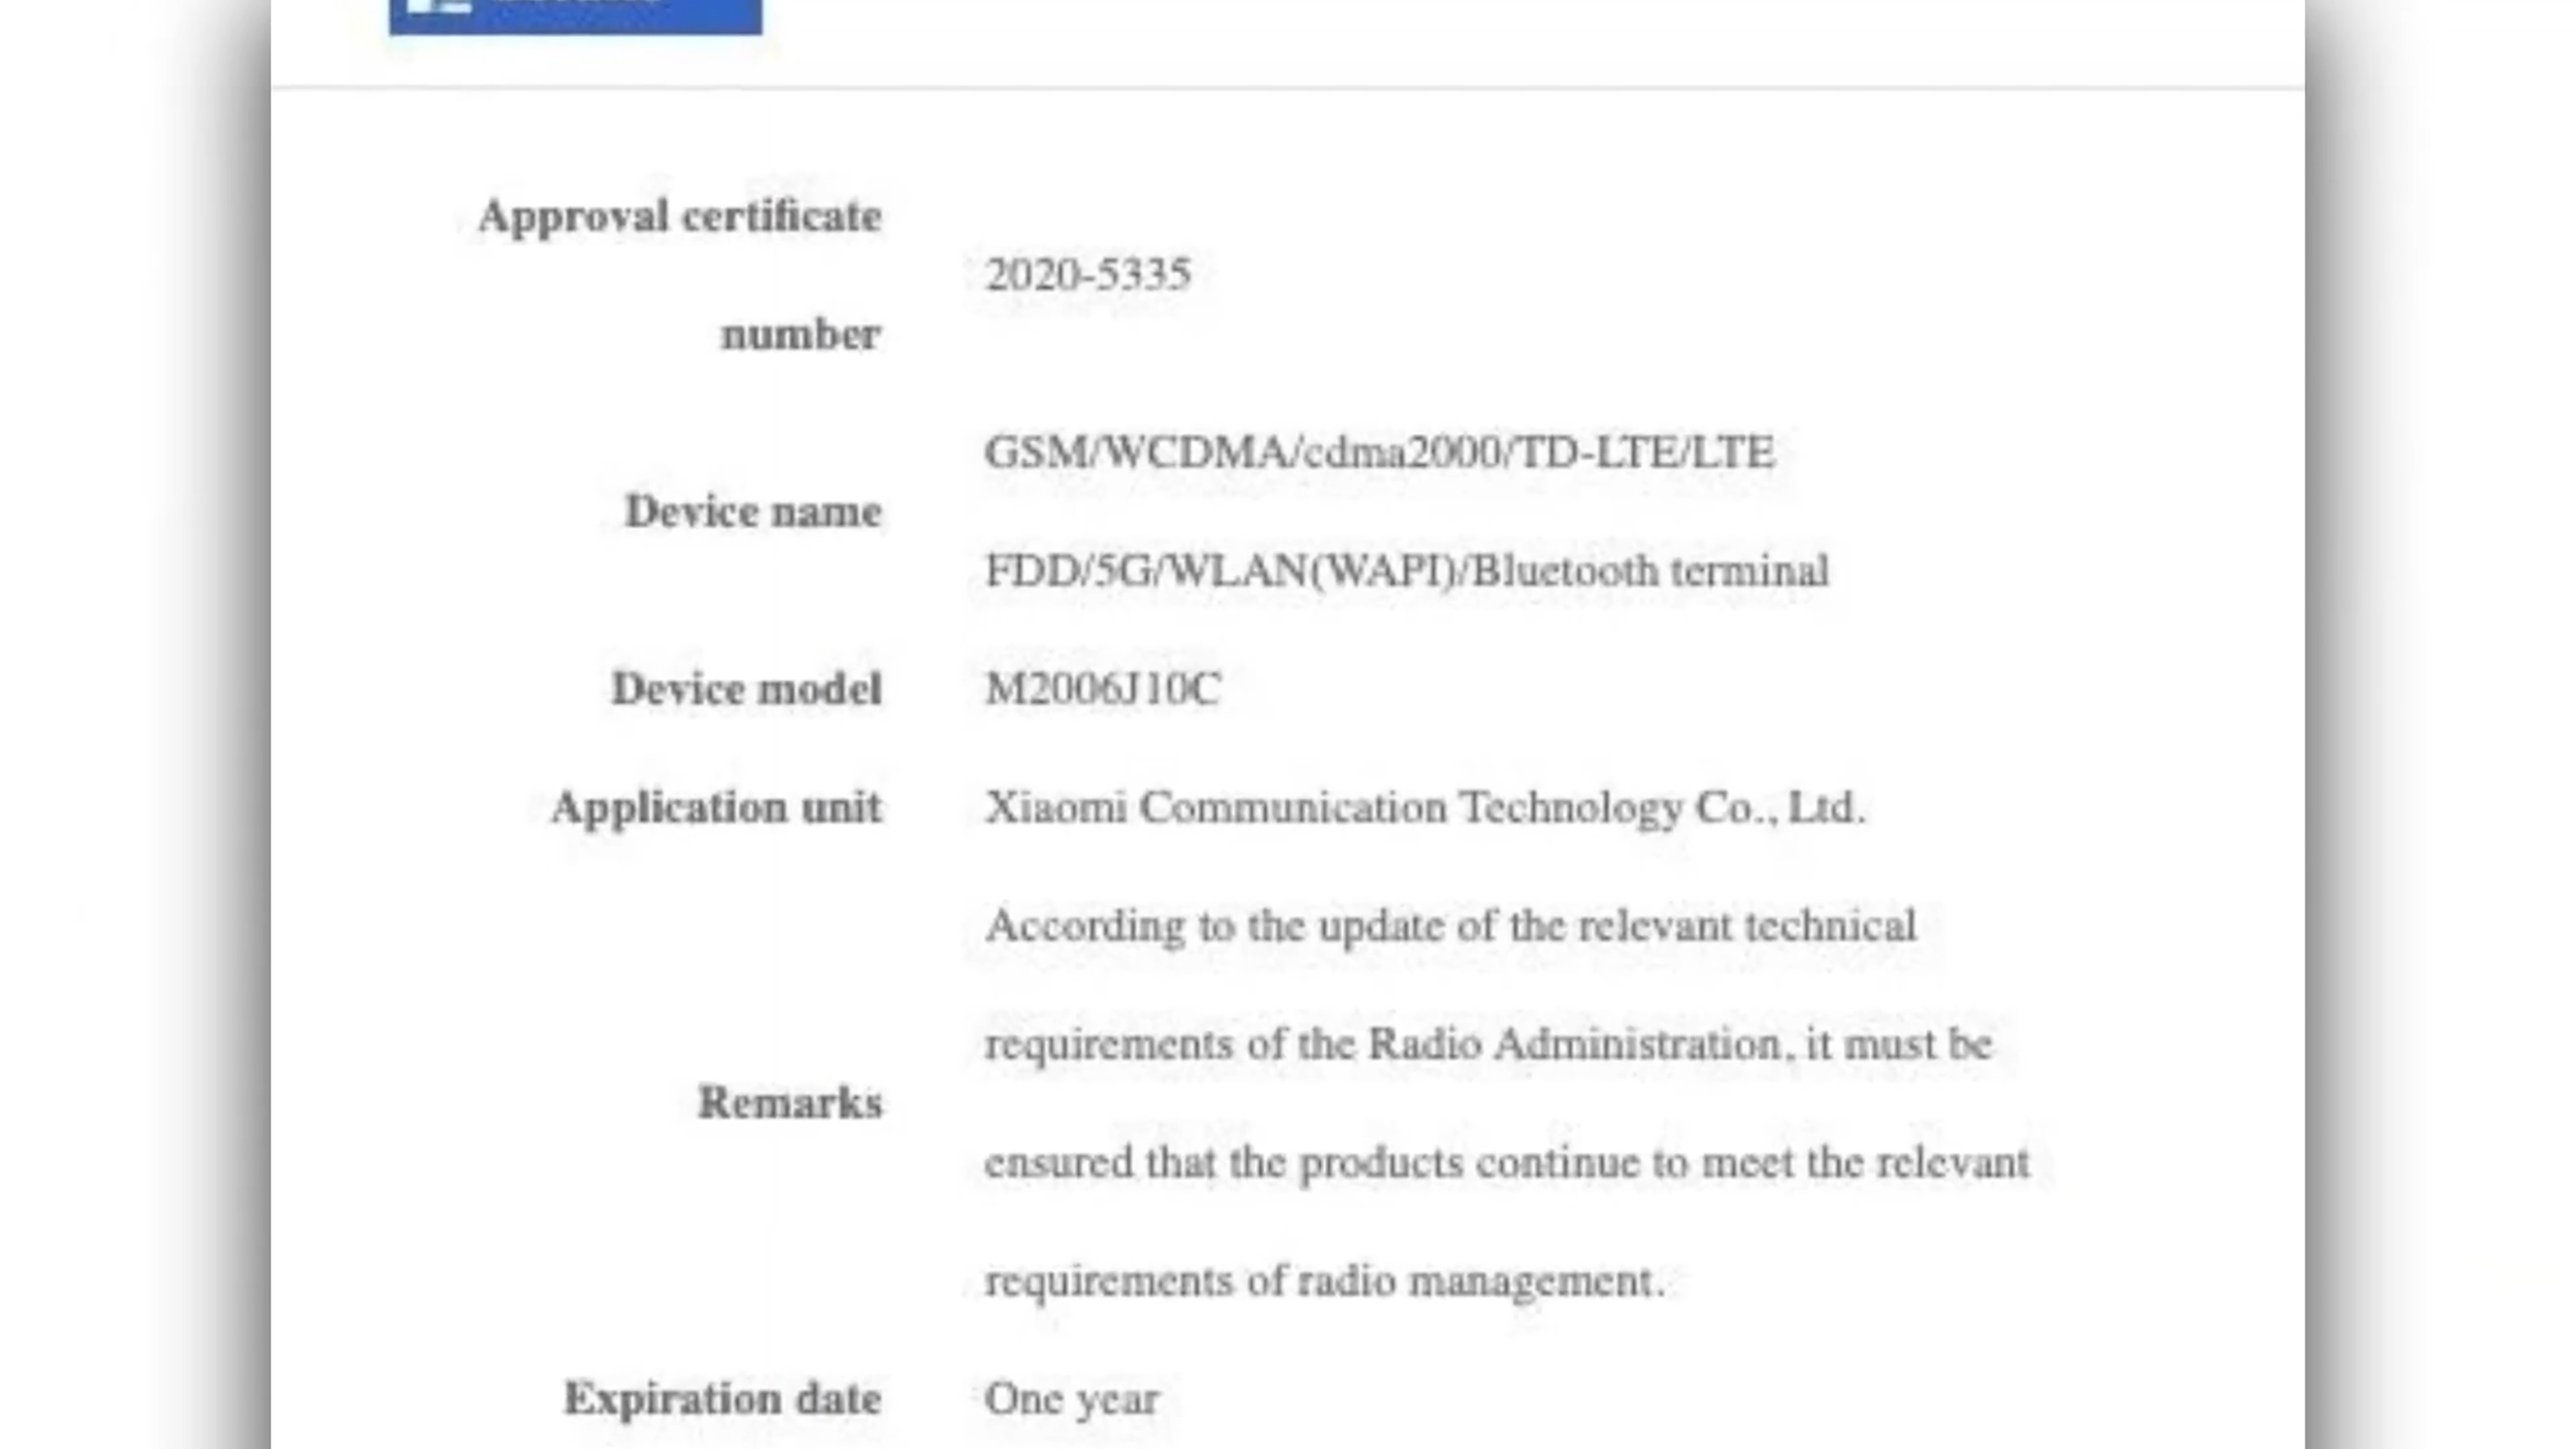 Approval certificate
number
2020-5335
Device name
GSM/WCDMA/cdma2000/TD-LTE/LTE
FDD/5G/WLAN(WAPI)/Bluetooth terminal
Device model
M2006J10C
Application unit
Xiaomi Communication Technology Co., Ltd.
Remarks
According to the update of the relevant technical
requirements of the Radio Administration, it must be
ensured that the products continue to meet the relevant
requirements of radio management.
Expiration date
One year